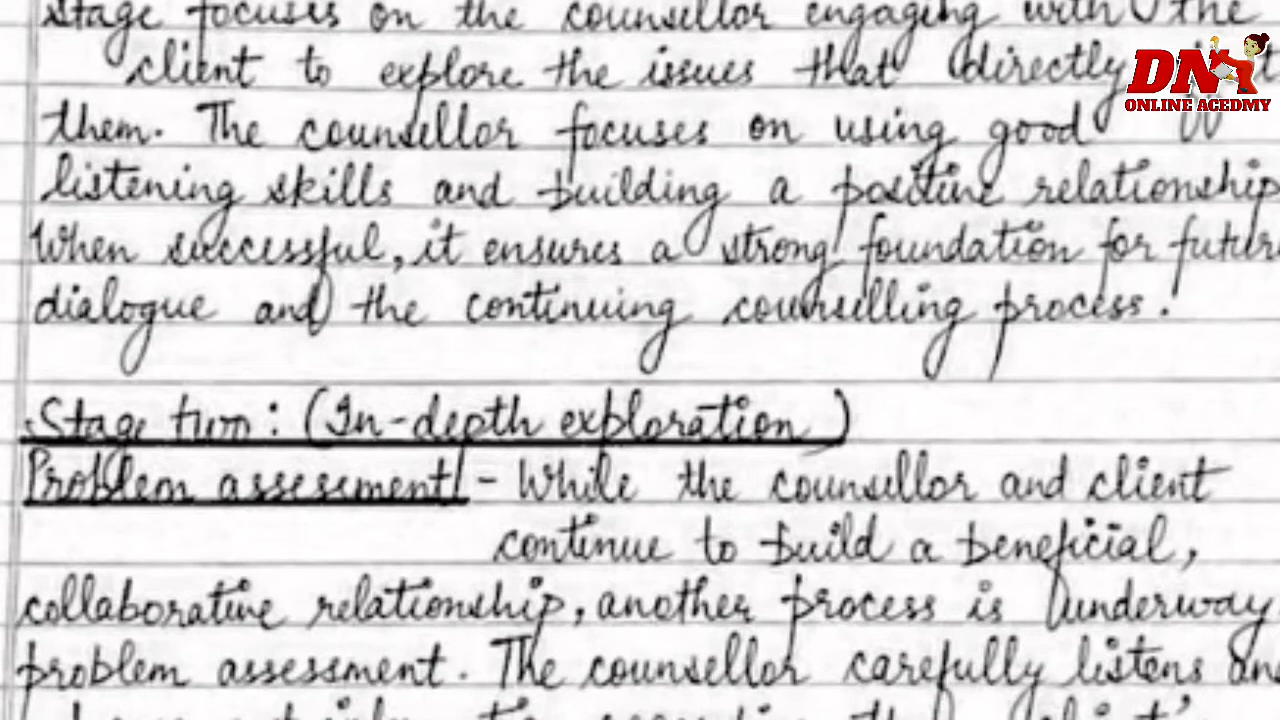 stage focuses on the counsellor engaging with the
client to explore the issues that directly
them. The counsellor focuses on using good
listening skills and building a positive relationship
When successful, it ensures a strong foundation for futur
dialogue and the continuing counselling process.
Stage two: (In-depth exploration)
Problem assessment - While the counsellor and client
continue to build a beneficial,
collaborative relationship, another process is underway
problem assessment. The counsellor carefully listens an
DNA
ONLINE ACEDMY